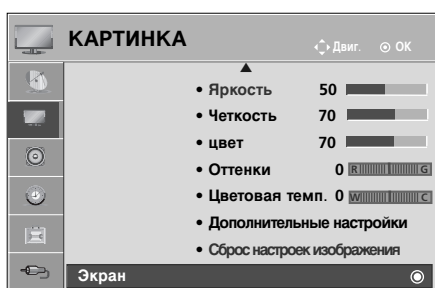 КАРТИНКА
Двиг. OK
• Яркость 50
• Четкость 70
• цвет 70
• Оттенки 0 R G
• Цветовая темп. 0 W C
• Дополнительные настройки
• Сброс настроек изображения
Экран